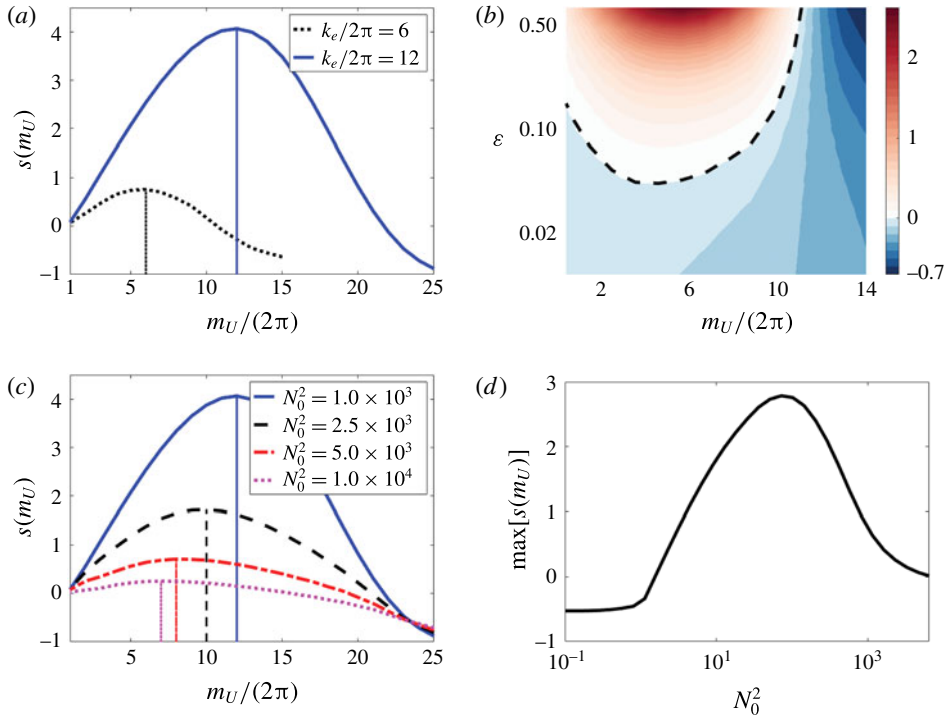 (a)
4
3
2
1
0
–1
s(m_U)
k_e/2π = 6
k_e/2π = 12
1 5 10 15 20 25
m_U/(2π)
(b)
0.50
0.10
0.02
ε
2 6 10 14
m_U/(2π)
2
1
0
–0.7
(c)
4
3
2
1
0
–1
s(m_U)
N_0^2 = 1.0 × 10^3
N_0^2 = 2.5 × 10^3
N_0^2 = 5.0 × 10^3
N_0^2 = 1.0 × 10^4
5 10 15 20 25
m_U/(2π)
(d)
3
2
1
0
–1
max[s(m_U)]
10^–1 10^1 10^3
N_0^2